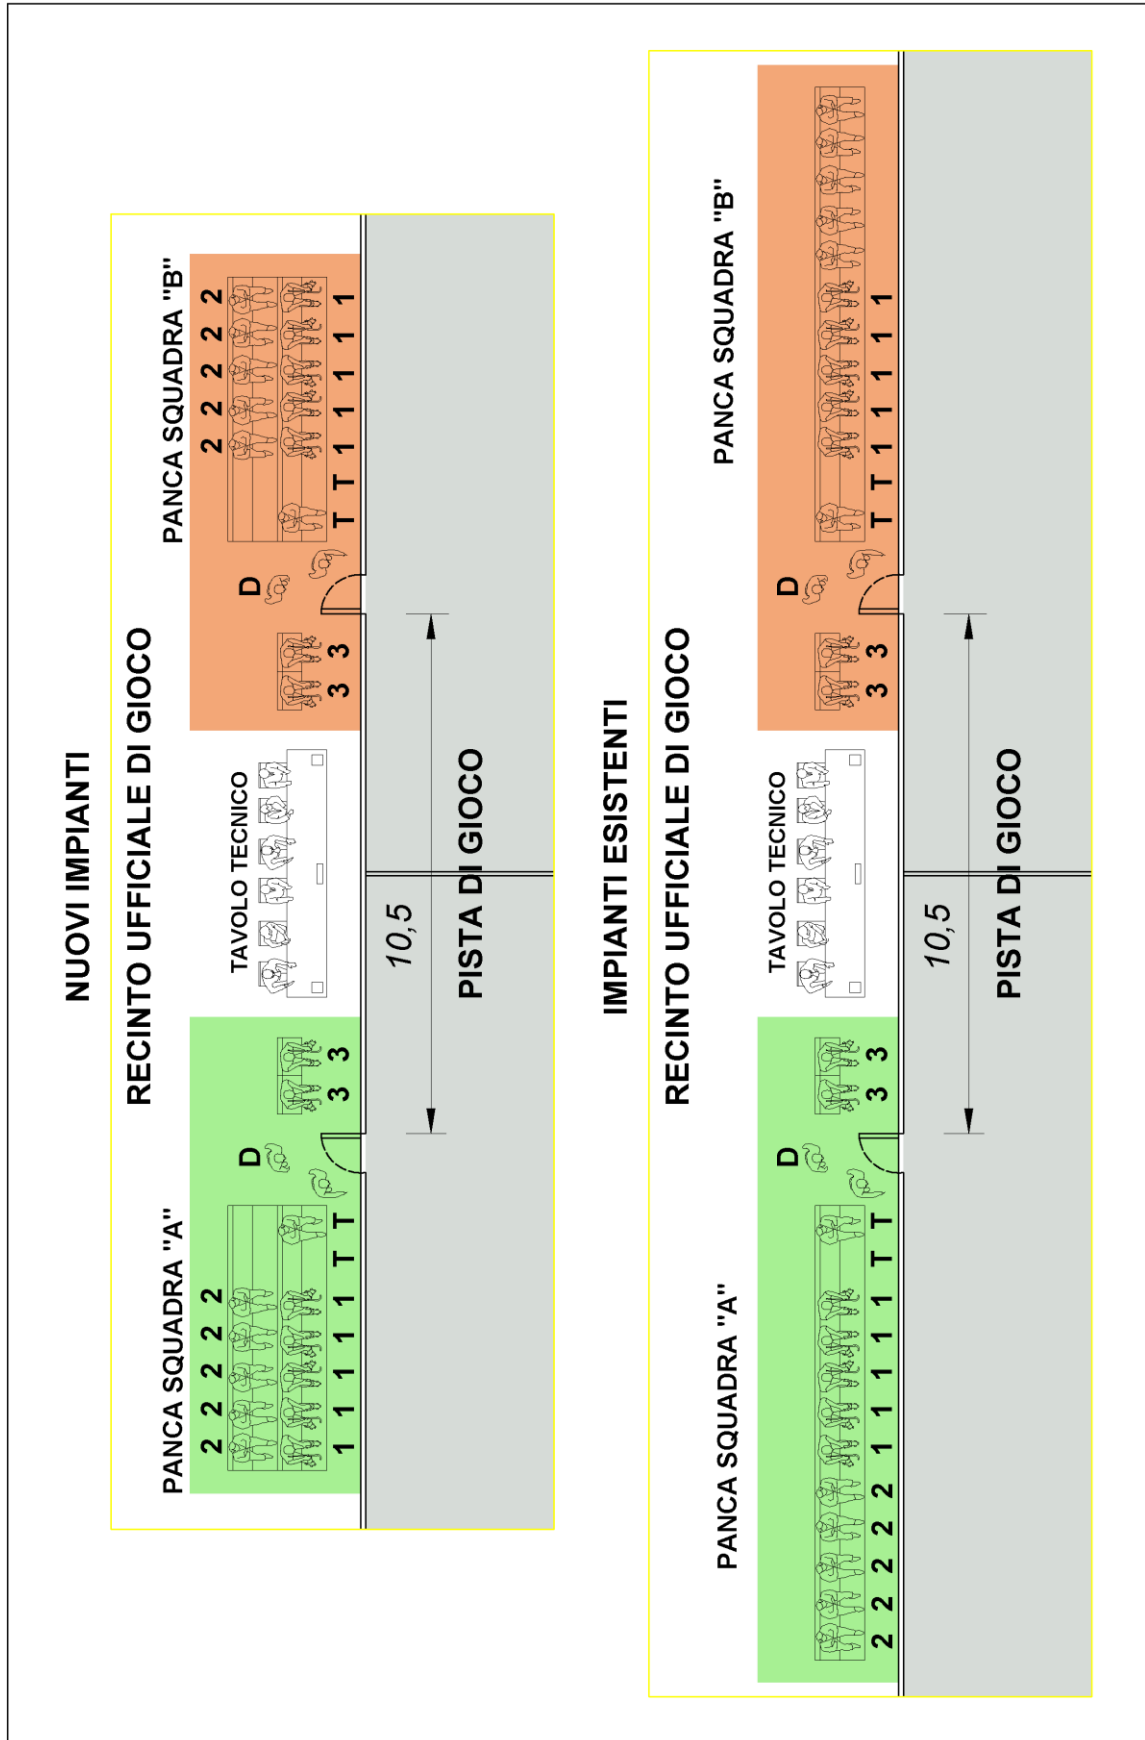 NUOVI IMPIANTI
RECINTO UFFICIALE DI GIOCO
PANCA SQUADRA "A" PANCA SQUADRA "B"
2 2 2 2 2 2 2 2 2 2
TAVOLO TECNICO
D D
1 1 1 1 1 T T 3 3 3 3 T T 1 1 1 1 1
10,5
PISTA DI GIOCO
IMPIANTI ESISTENTI
RECINTO UFFICIALE DI GIOCO
PANCA SQUADRA "A" PANCA SQUADRA "B"
TAVOLO TECNICO
D D
2 2 2 2 2 1 1 1 1 1 T T 3 3 3 3 T T 1 1 1 1 1
10,5
PISTA DI GIOCO